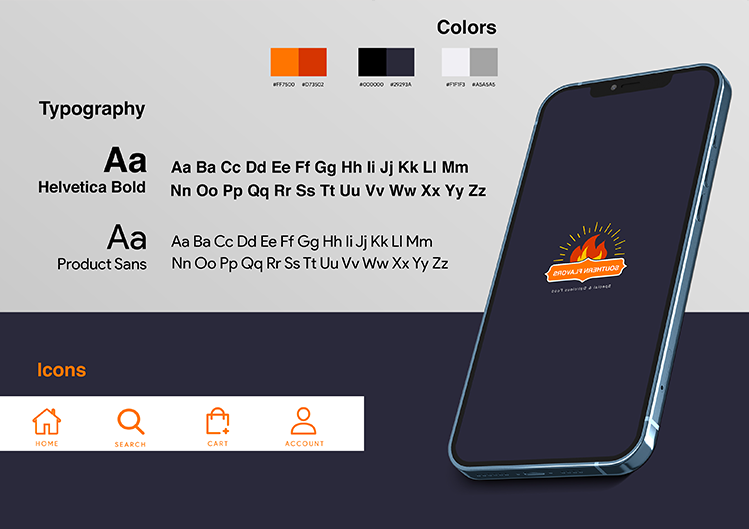 Colors
#FF7500 #D73502 #000000 #29293A #F1F1F3 #A5A5A5
Typography
Aa
Helvetica Bold
Aa Ba Cc Dd Ee Ff Gg Hh Ii Jj Kk Ll Mm
Nn Oo Pp Qq Rr Ss Tt Uu Vv Ww Xx Yy Zz
Aa
Product Sans
Aa Ba Cc Dd Ee Ff Gg Hh Ii Jj Kk Ll Mm
Nn Oo Pp Qq Rr Ss Tt Uu Vv Ww Xx Yy Zz
SOUTHERN FLAVORS
Icons
HOME SEARCH CART ACCOUNT